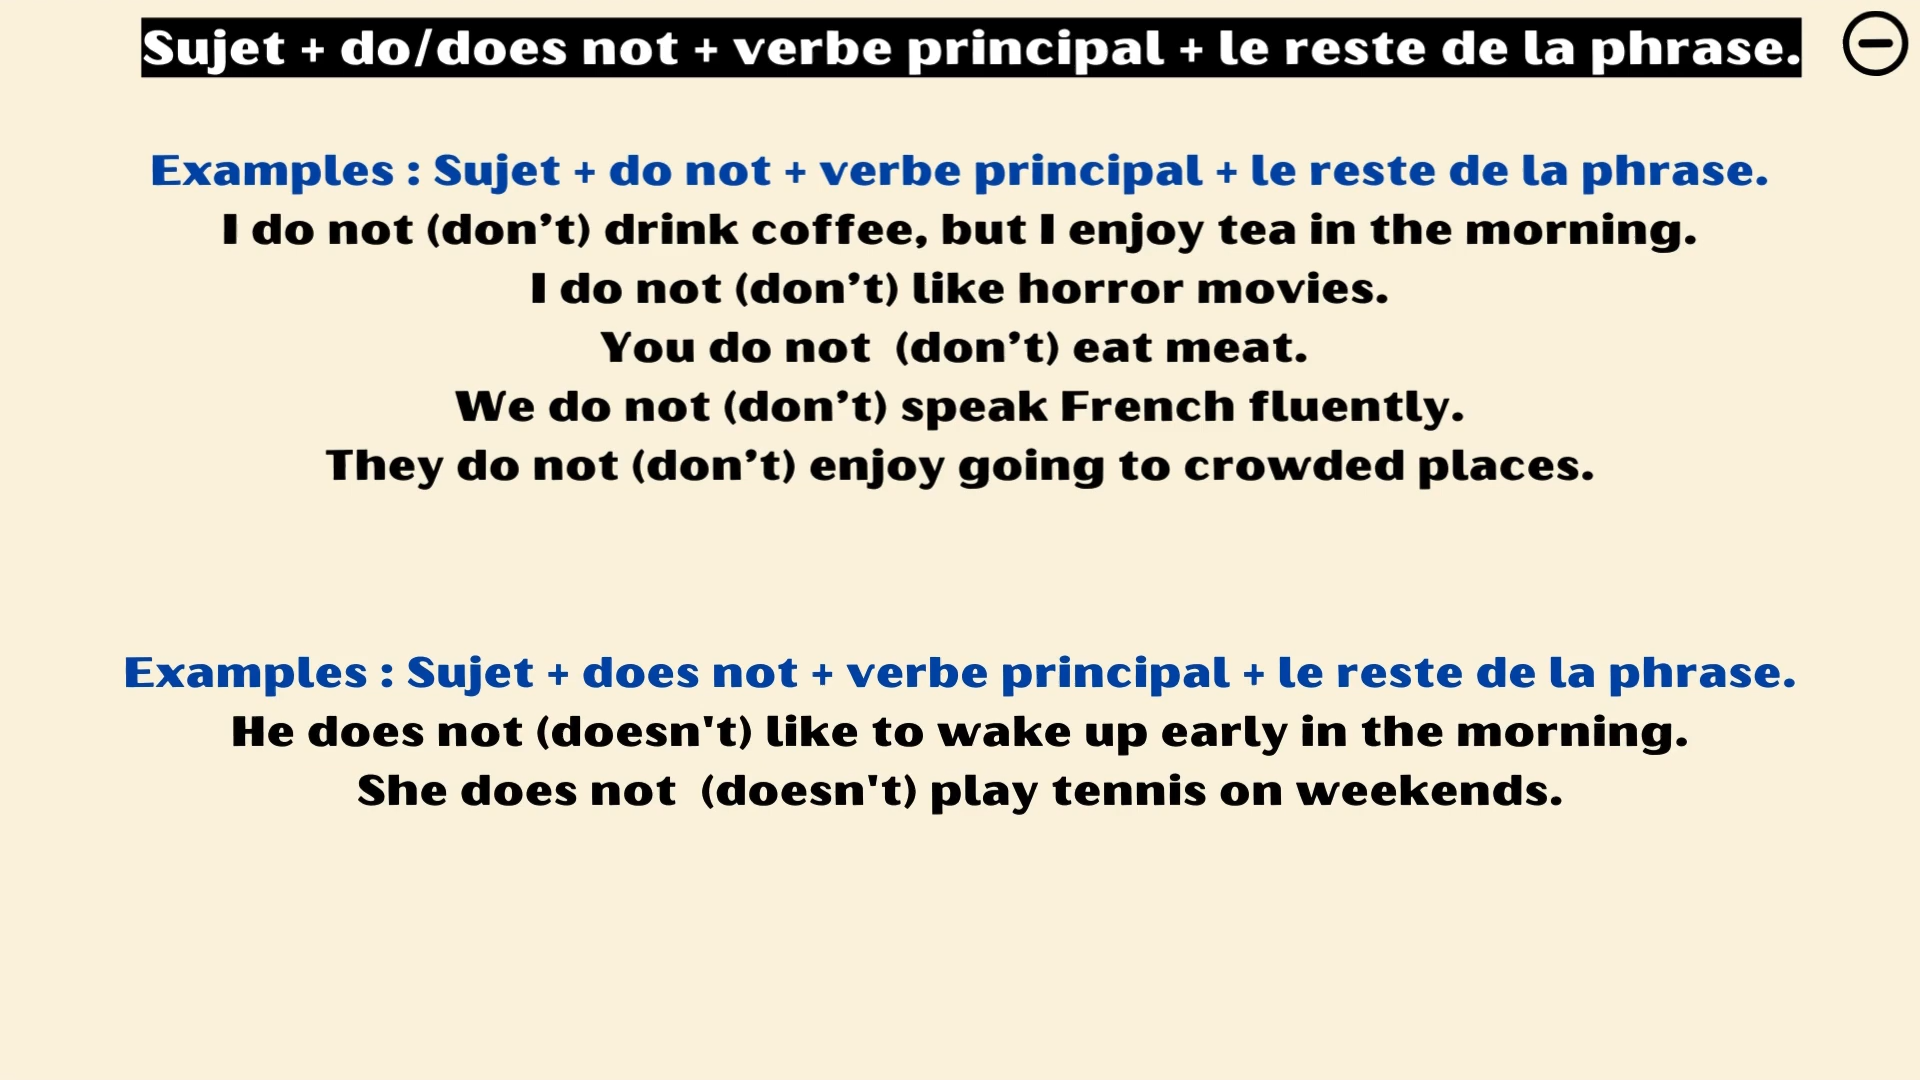 Sujet + do/does not + verbe principal + le reste de la phrase.
Examples : Sujet + do not + verbe principal + le reste de la phrase.
I do not (don’t) drink coffee, but I enjoy tea in the morning.
I do not (don’t) like horror movies.
You do not  (don’t) eat meat.
We do not (don’t) speak French fluently.
They do not (don’t) enjoy going to crowded places.
Examples : Sujet + does not + verbe principal + le reste de la phrase.
He does not (doesn't) like to wake up early in the morning.
She does not  (doesn't) play tennis on weekends.